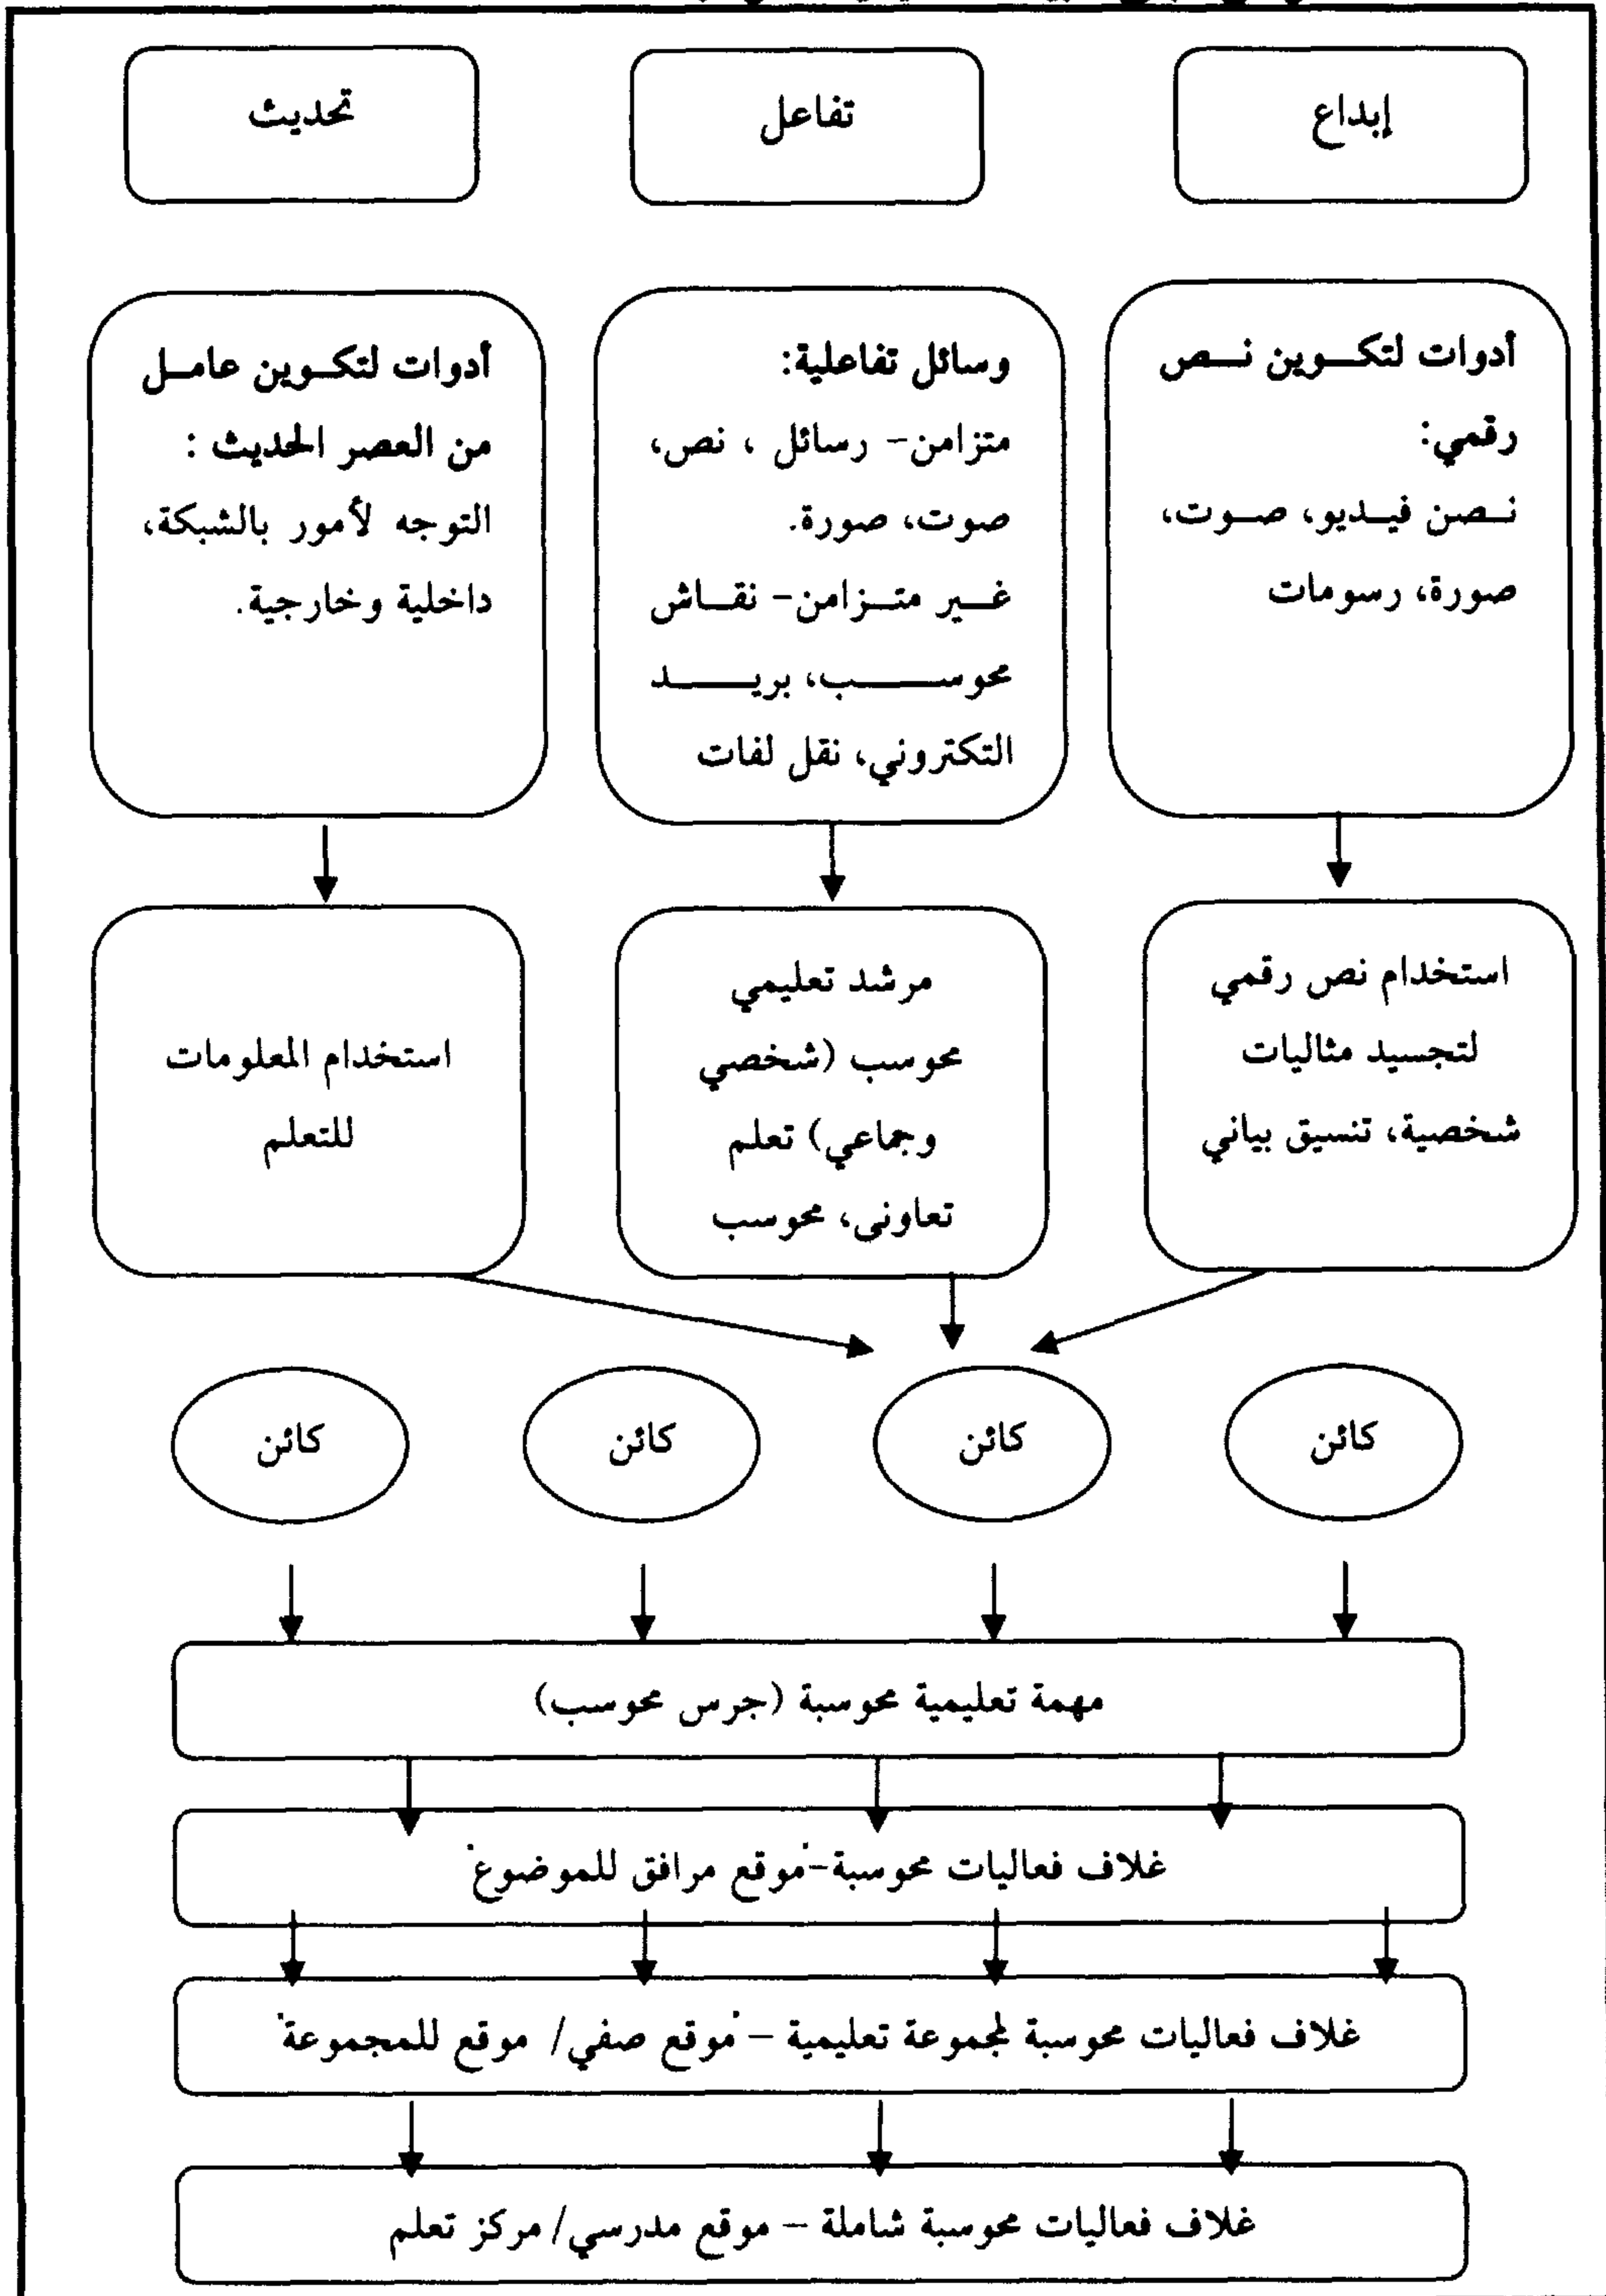 إبداع
تفاعل
تحديث
أدوات لتكوين نص
رقمي:
نصن فيديو، صوت،
صورة، رسومات
وسائل تفاعلية:
متزامن- رسائل ، نص،
صوت، صورة.
غير متزامن- نقاش
محوسب، بريد
التكتروني، نقل لفات
أدوات لتكوين عامل
من العصر الحديث :
التوجه لأمور بالشبكة،
داخلية وخارجية.
استخدام نص رقمي
لتجسيد مثاليات
شخصية، تنسيق بياني
مرشد تعليمي
محوسب (شخصي
وجماعي) تعلم
تعاونى، محوسب
استخدام المعلومات
للتعلم
كائن
كائن
كائن
كائن
مهمة تعليمية محوسبة (جرس محوسب)
غلاف فعاليات محوسبة-"موقع مرافق للموضوع"
غلاف فعاليات محوسبة لمجموعة تعليمية – "موقع صفي/ موقع للمجموعة"
غلاف فعاليات محوسبة شاملة – موقع مدرسي/ مركز تعلم